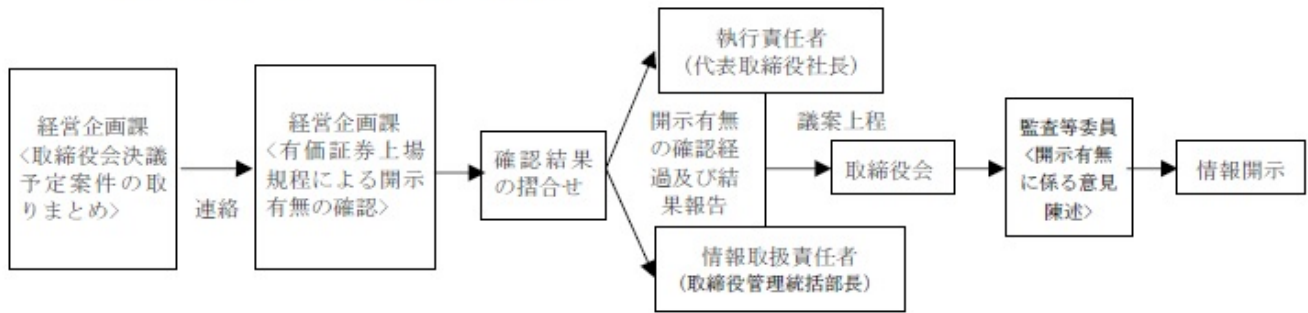 経営企画課
<取締役会決議
予定案件の取
りまとめ>
連絡
経営企画課
<有価証券上場
規程による開示
有無の確認>
確認結果
の摺合せ
執行責任者
(代表取締役社長)
開示有無
の確認経
過及び結
果報告
情報取扱責任者
(取締役管理統括部長)
議案上程
取締役会
監査等委員
<開示有無
に係る意見
陳述>
情報開示